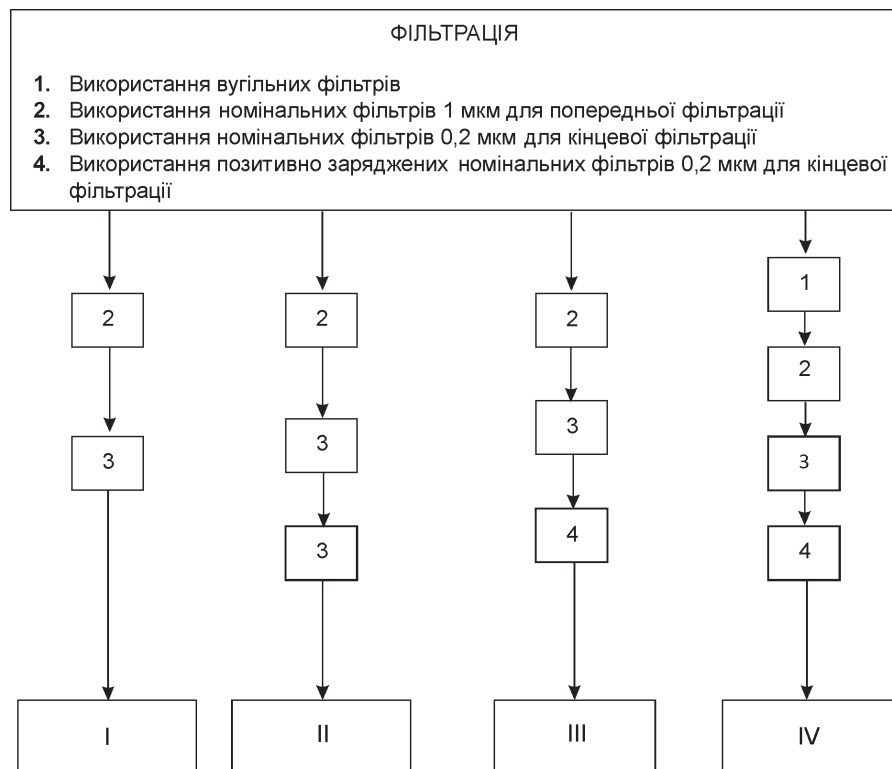 ФІЛЬТРАЦІЯ
1. Використання вугільних фільтрів
2. Використання номінальних фільтрів 1 мкм для попередньої фільтрації
3. Використання номінальних фільтрів 0,2 мкм для кінцевої фільтрації
4. Використання позитивно заряджених номінальних фільтрів 0,2 мкм для кінцевої
фільтрації
1
2 2 2
2
3 3 3
3
3 4 4
I II III IV